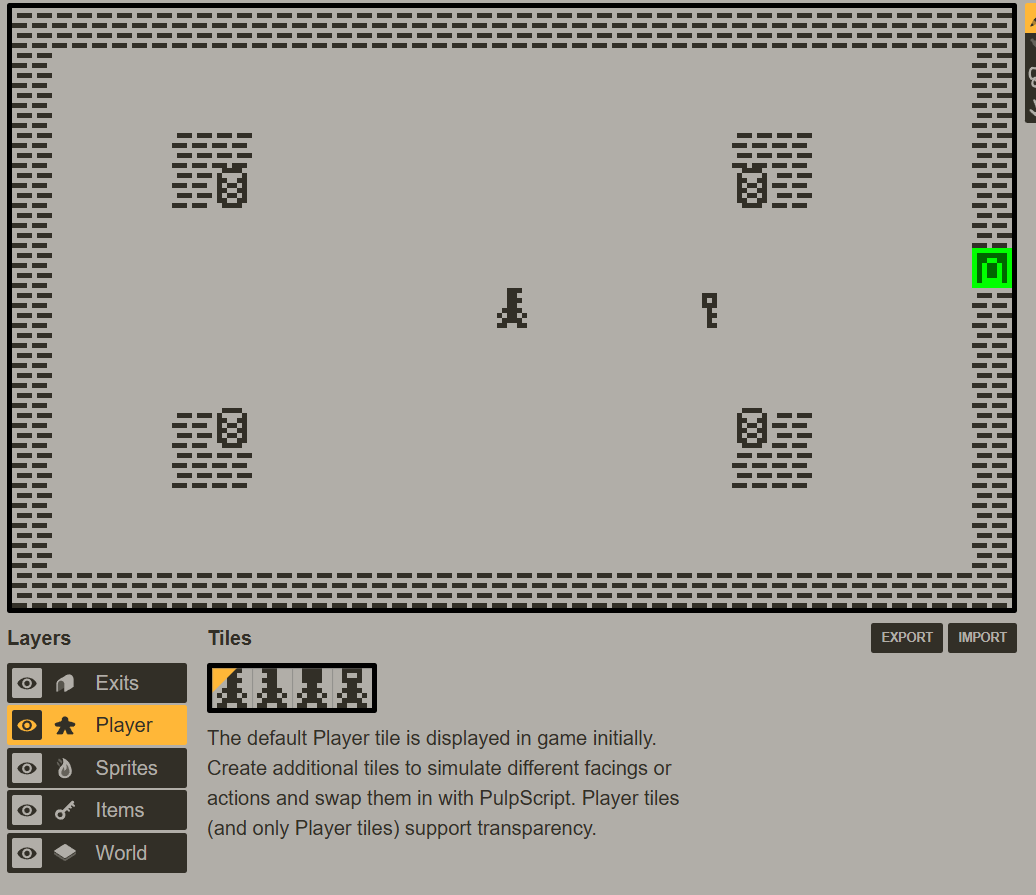 Layers
Tiles
EXPORT
IMPORT
Exits
Player
Sprites
Items
World
The default Player tile is displayed in game initially.
Create additional tiles to simulate different facings or
actions and swap them in with PulpScript. Player tiles
(and only Player tiles) support transparency.